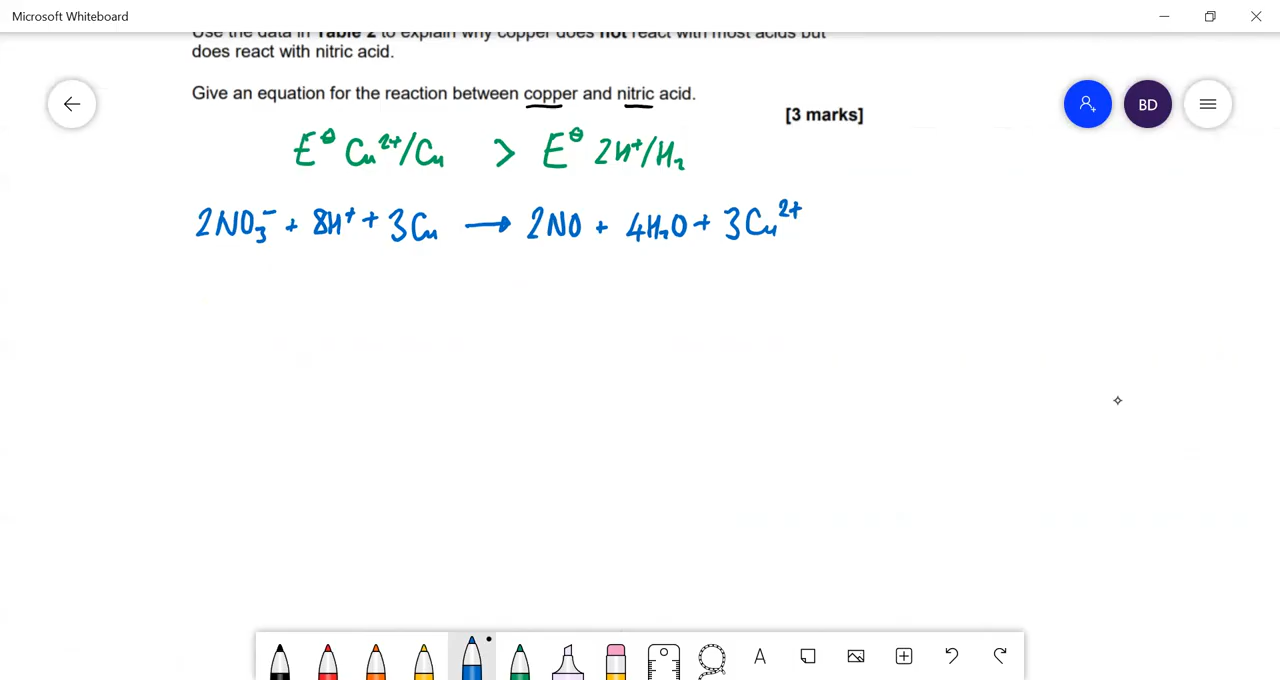 Microsoft Whiteboard
Use the data in Table 2 to explain why copper does not react with most acids but
does react with nitric acid.
Give an equation for the reaction between copper and nitric acid.
[3 marks]
BD
E⦵ Cu²⁺/Cu > E⦵ 2H⁺/H₂
2NO₃⁻ + 8H⁺ + 3Cu → 2NO + 4H₂O + 3Cu²⁺
A